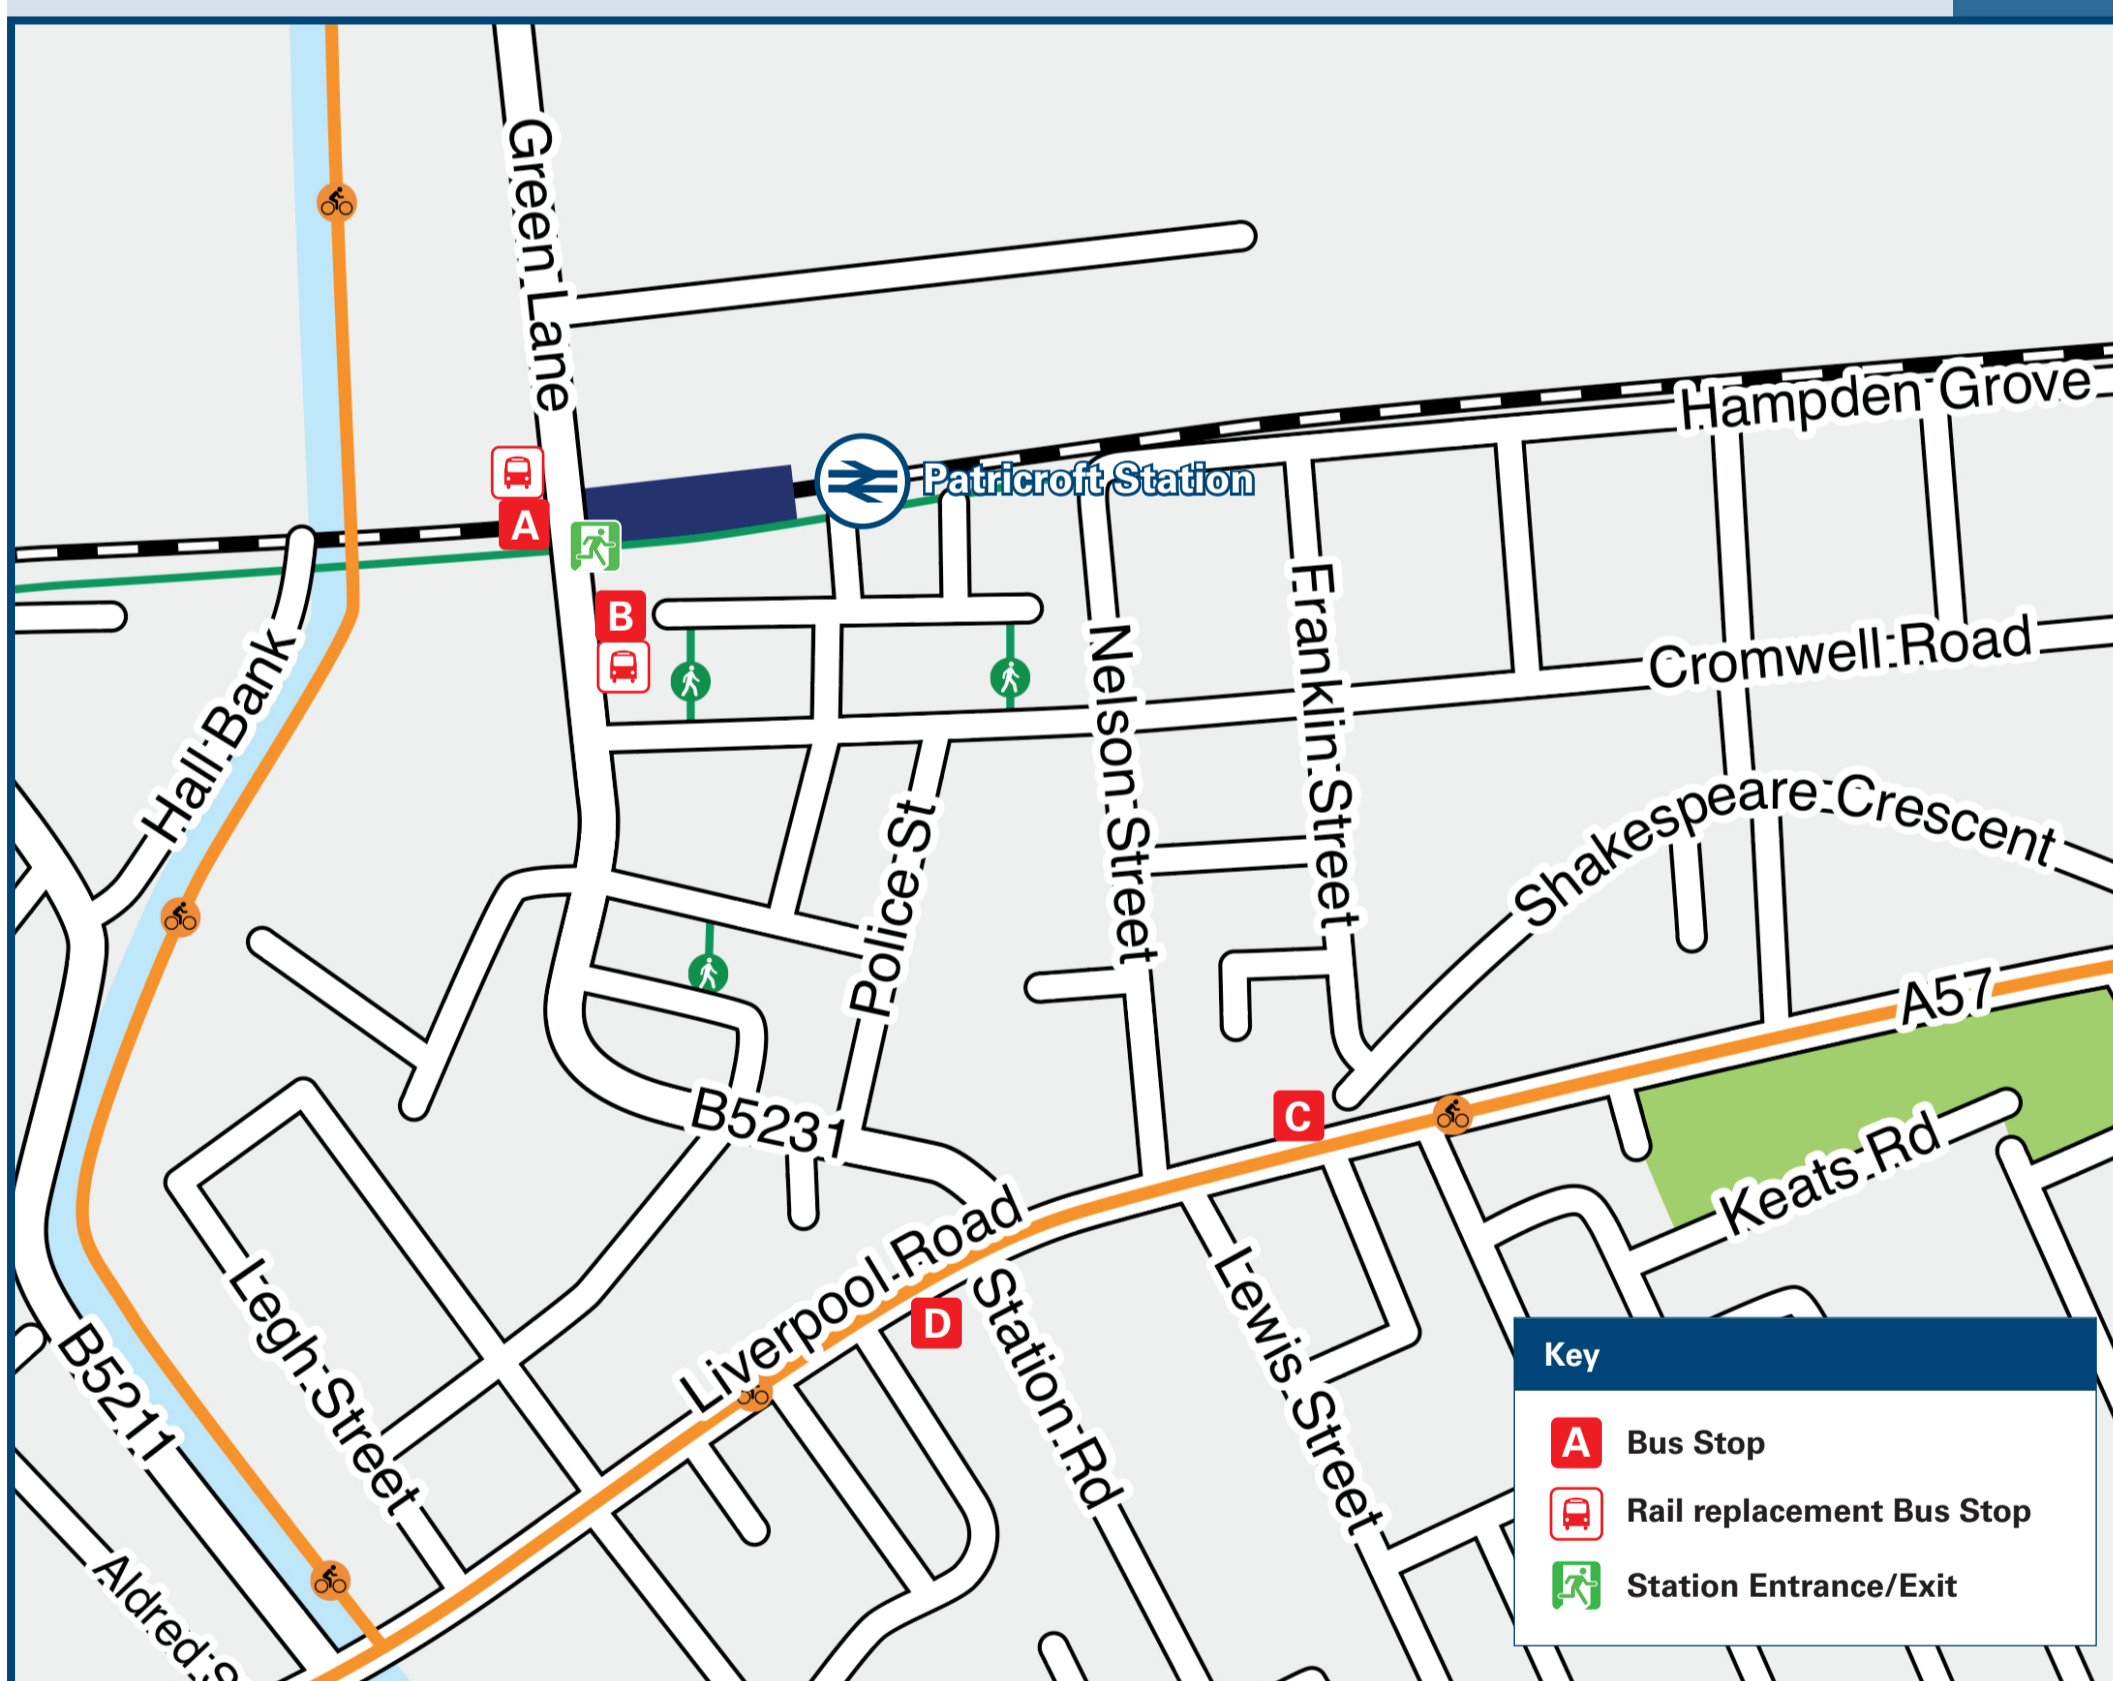 Green Lane
Hampden Grove
Patricroft Station
A
B
Franklin Street
Cromwell Road
Nelson Street
Hall Bank
Shakespeare Crescent
Police St
A57
B5231
C
Keats Rd
Liverpool Road
D
Station Rd
Lewis Street
Legh Street
B5211
Aldred S
Key
A Bus Stop
Rail replacement Bus Stop
Station Entrance/Exit